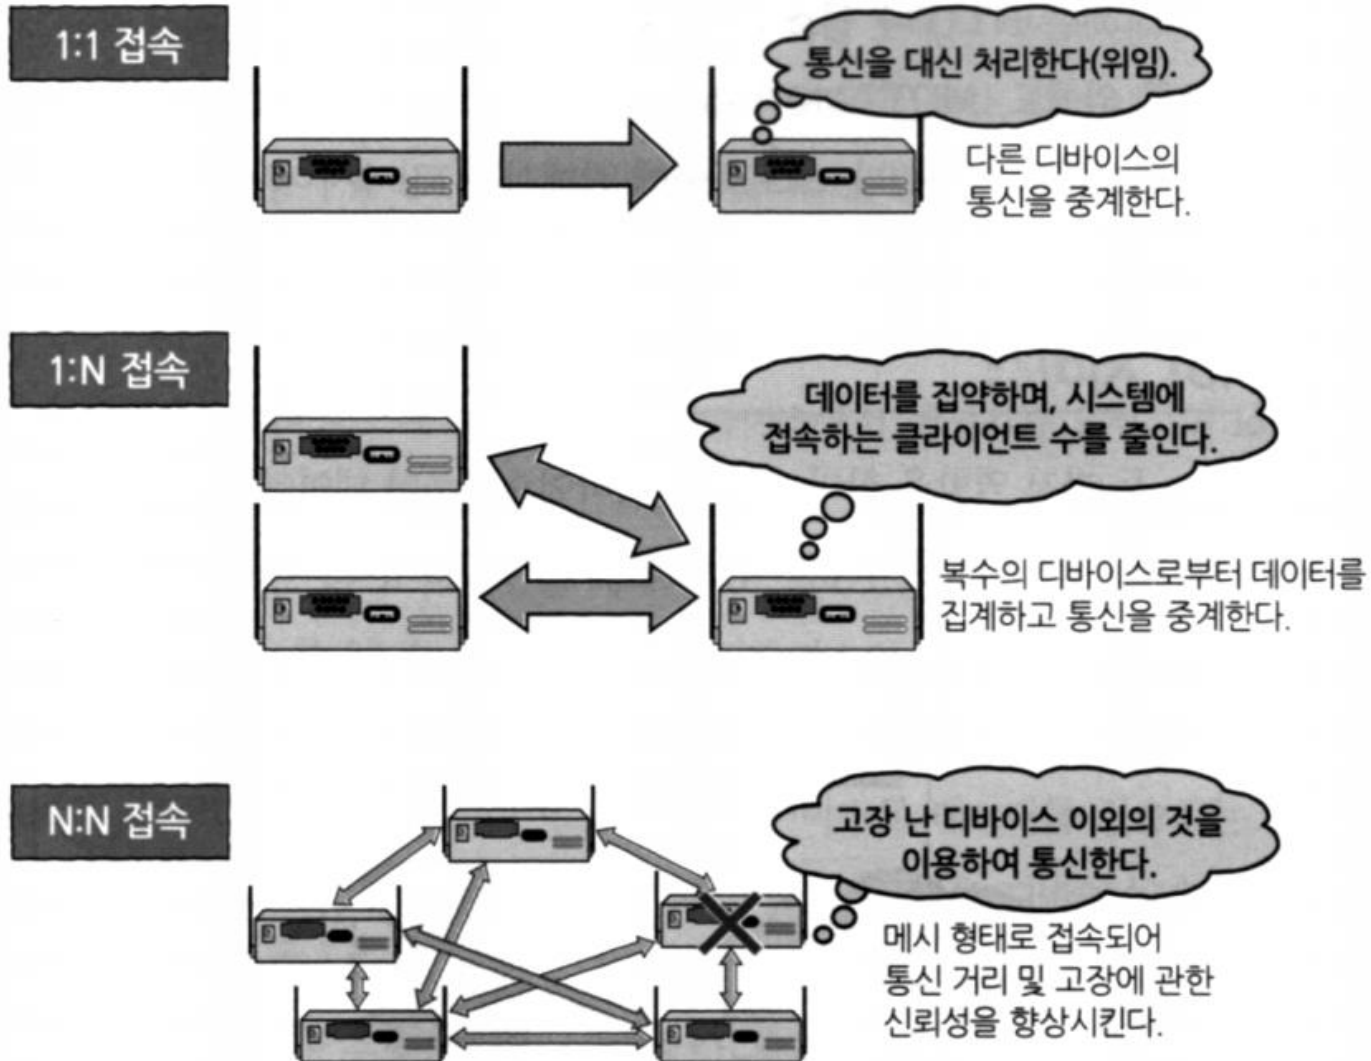 1:1 접속
통신을 대신 처리한다(위임).
다른 디바이스의
통신을 중계한다.
1:N 접속
데이터를 집약하며, 시스템에
접속하는 클라이언트 수를 줄인다.
복수의 디바이스로부터 데이터를
집계하고 통신을 중계한다.
N:N 접속
고장 난 디바이스 이외의 것을
이용하여 통신한다.
메시 형태로 접속되어
통신 거리 및 고장에 관한
신뢰성을 향상시킨다.